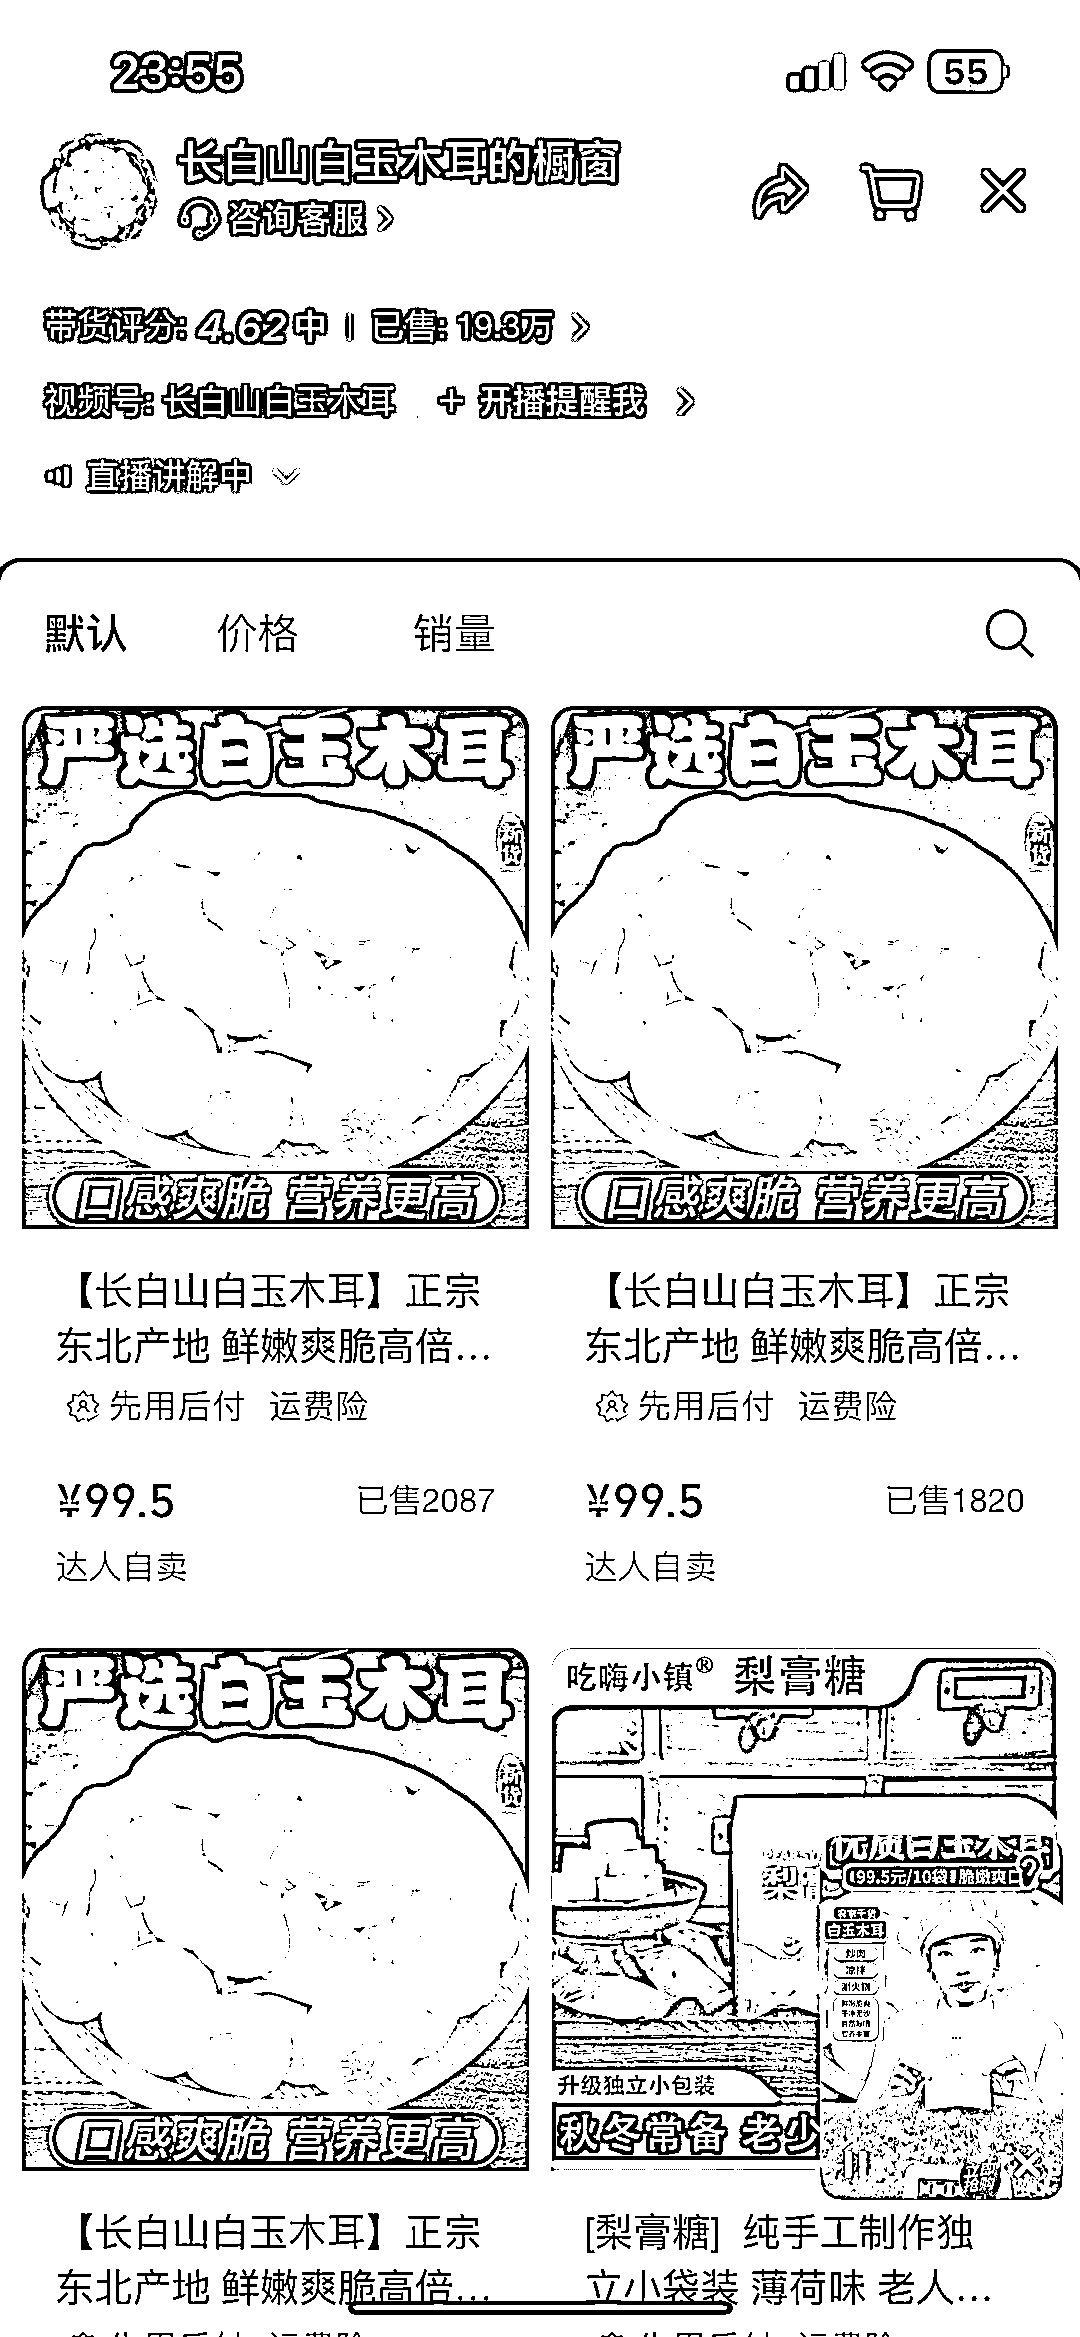 23:55
55
长白山白玉木耳的橱窗
咨询客服
带货评分: 4.62 中 | 已售: 19.3万
视频号: 长白山白玉木耳 + 开播提醒我
直播讲解中
默认 价格 销量
严选白玉木耳
新货
口感爽脆 营养更高
【长白山白玉木耳】正宗
东北产地 鲜嫩爽脆高倍...
先用后付 运费险
¥99.5 已售2087
达人自卖
严选白玉木耳
新货
口感爽脆 营养更高
【长白山白玉木耳】正宗
东北产地 鲜嫩爽脆高倍...
先用后付 运费险
¥99.5 已售1820
达人自卖
严选白玉木耳
新货
口感爽脆 营养更高
【长白山白玉木耳】正宗
东北产地 鲜嫩爽脆高倍...
吃嗨小镇® 梨膏糖
优质白玉木耳
99.5元/10袋 脆嫩爽口
白玉木耳
炒肉
凉拌
涮火锅
升级独立小包装
秋冬常备 老少
[梨膏糖] 纯手工制作独
立小袋装 薄荷味 老人...